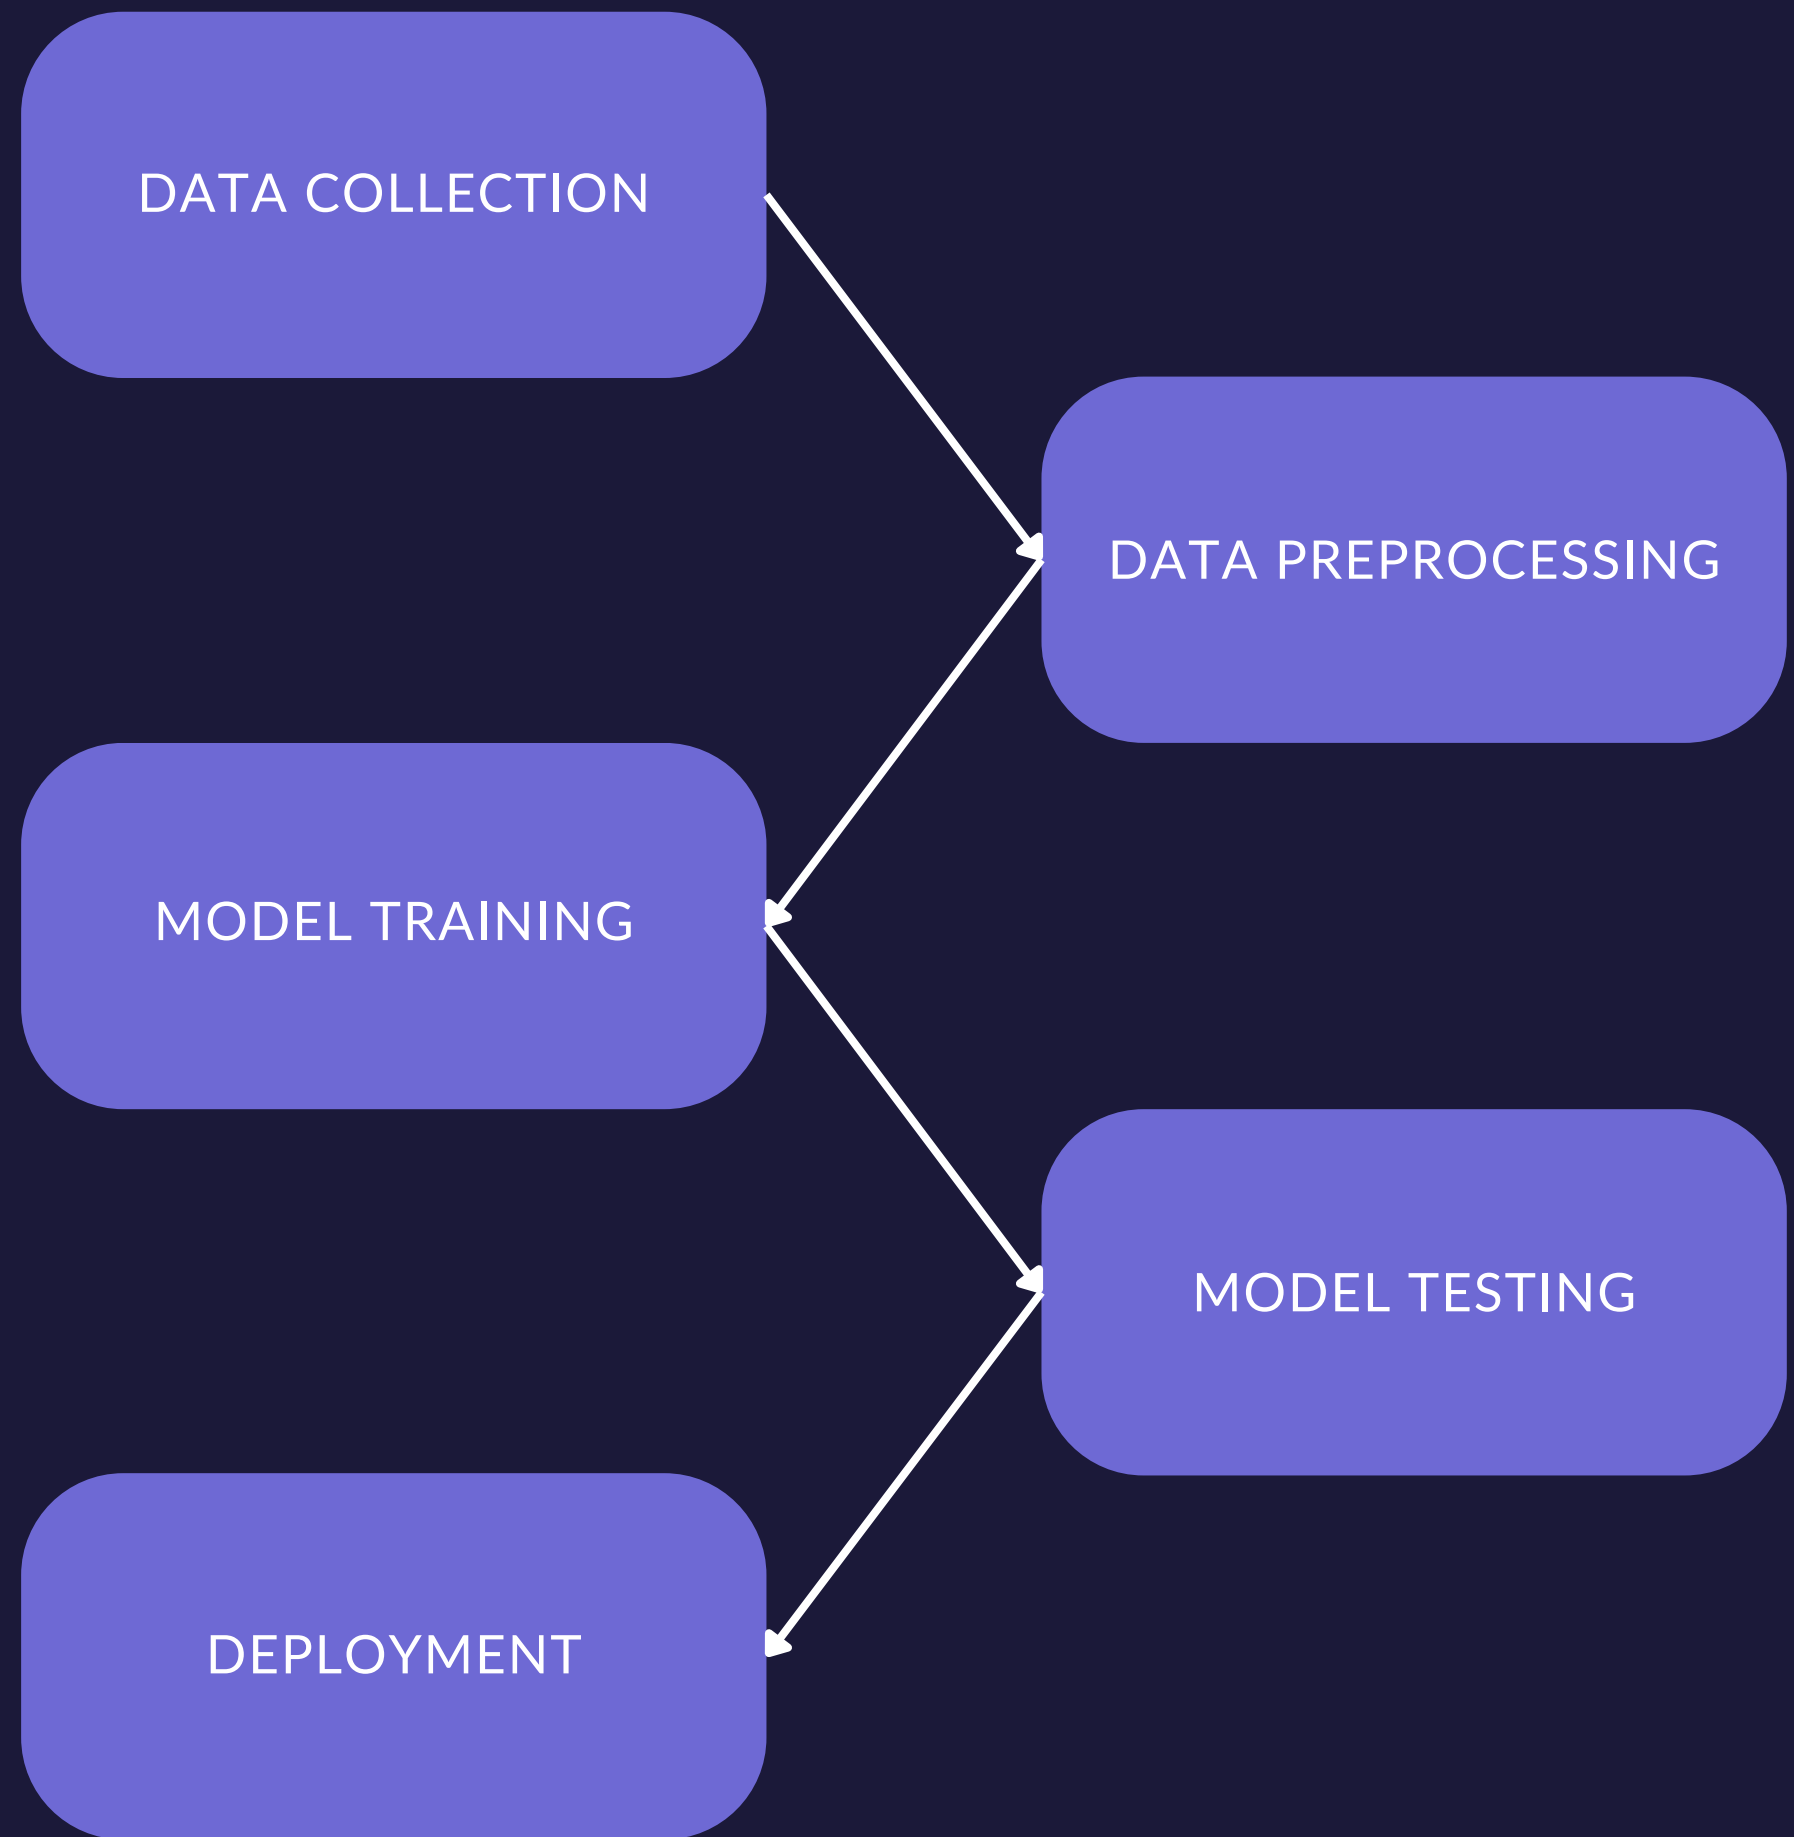 DATA COLLECTION
DATA PREPROCESSING
MODEL TRAINING
MODEL TESTING
DEPLOYMENT